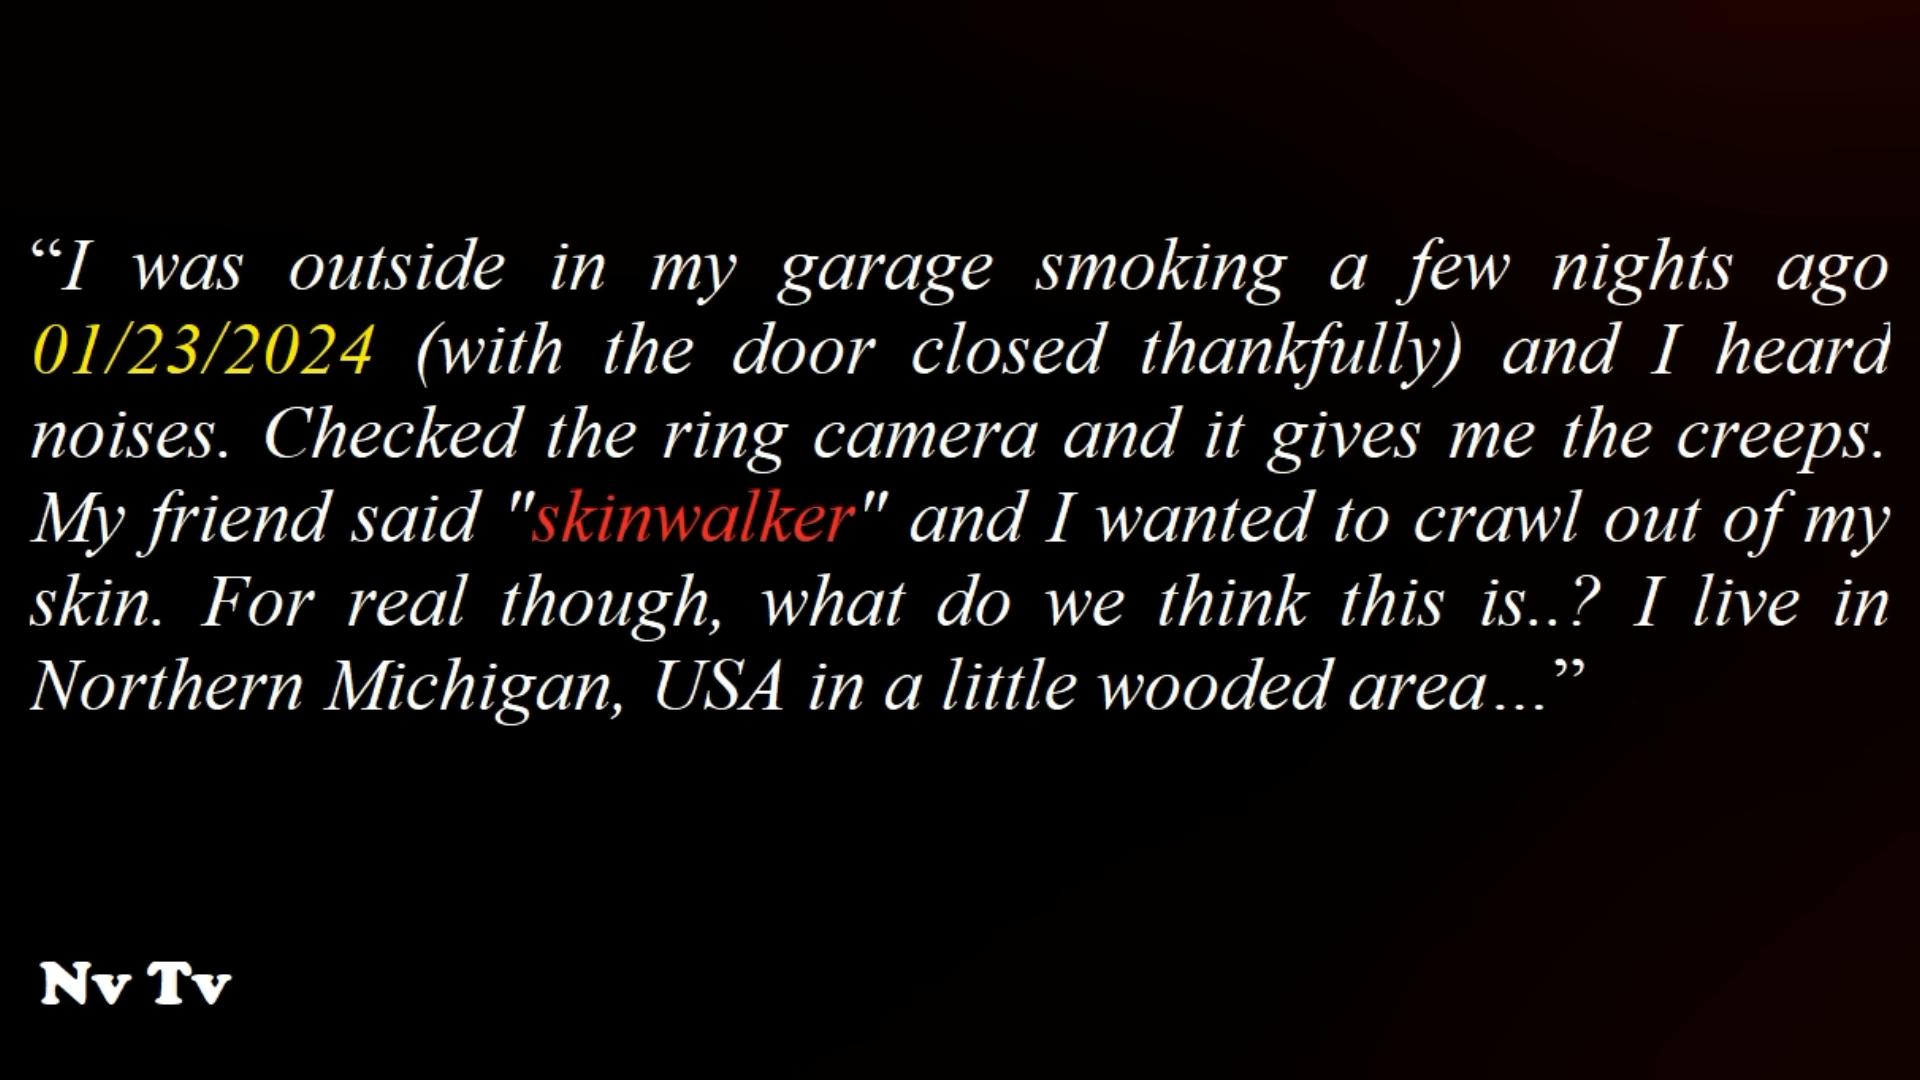 “I was outside in my garage smoking a few nights ago
01/23/2024 (with the door closed thankfully) and I heard
noises. Checked the ring camera and it gives me the creeps.
My friend said "skinwalker" and I wanted to crawl out of my
skin. For real though, what do we think this is..? I live in
Northern Michigan, USA in a little wooded area...”
Nv Tv